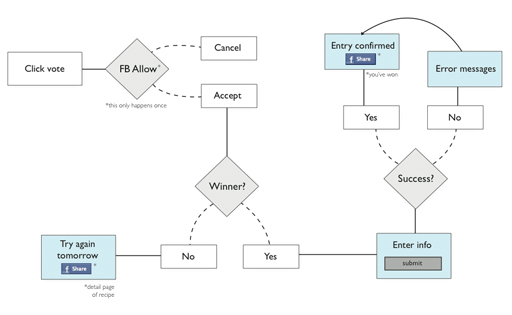 Click vote
FB Allow*
*this only happens once
Cancel
Accept
Winner?
No
Yes
Try again
tomorrow
f Share *
*detail page
of recipe
Enter info
submit
Success?
Yes
No
Entry confirmed
f Share *
*you've won
Error messages